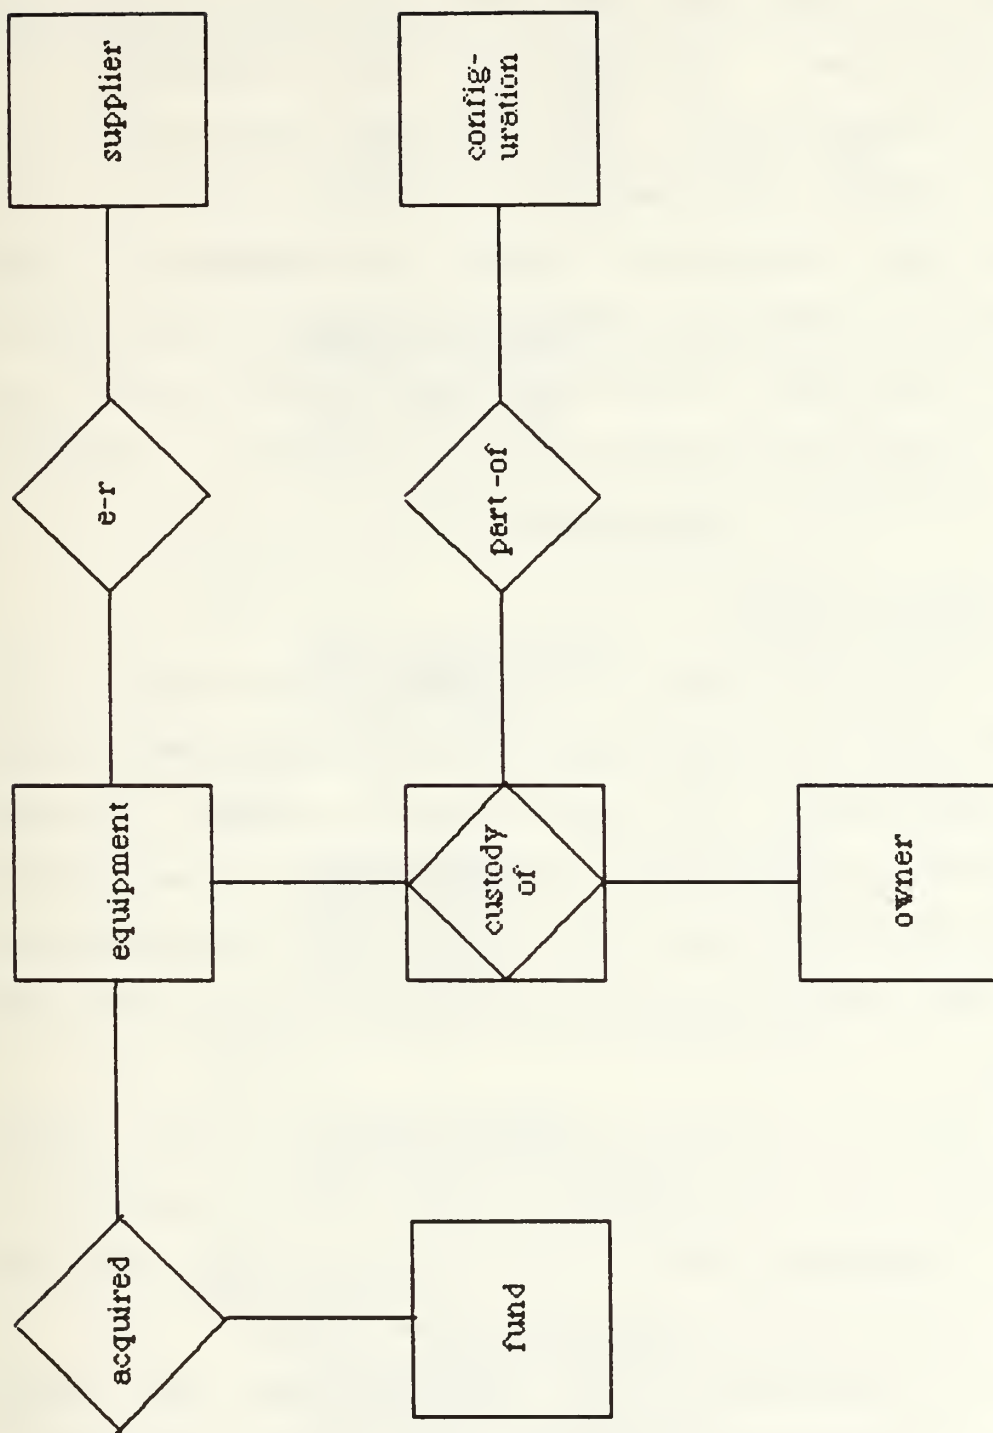 acquired
equipment
e-r
supplier
fund
custody
of
part-of
config-
uration
owner